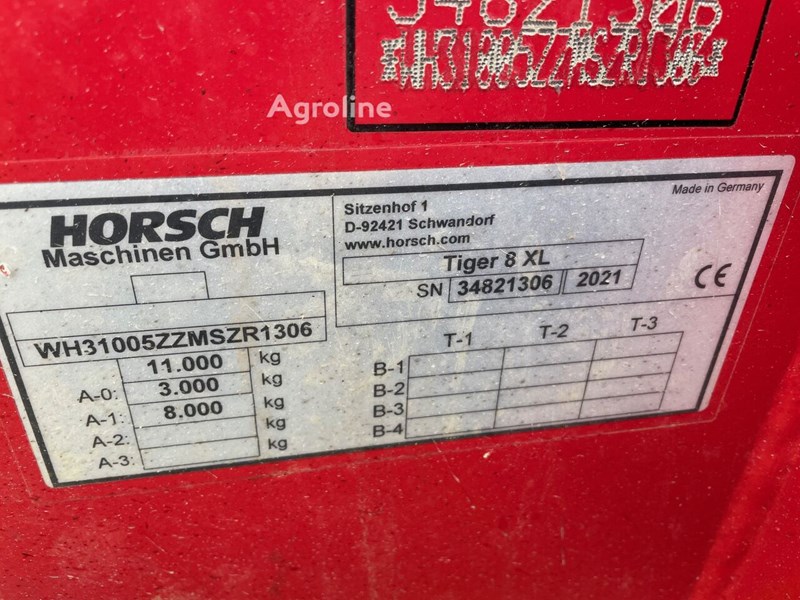 34821306
Agroline
HORSCH
Maschinen GmbH
Sitzenhof 1
D-92421 Schwandorf
www.horsch.com
Made in Germany
Tiger 8 XL
SN 34821306 2021
CE
WH31005ZZMSZR1306
11.000 kg
A-0: 3.000 kg
A-1: 8.000 kg
A-2: kg
A-3: kg
T-1 T-2 T-3
B-1
B-2
B-3
B-4